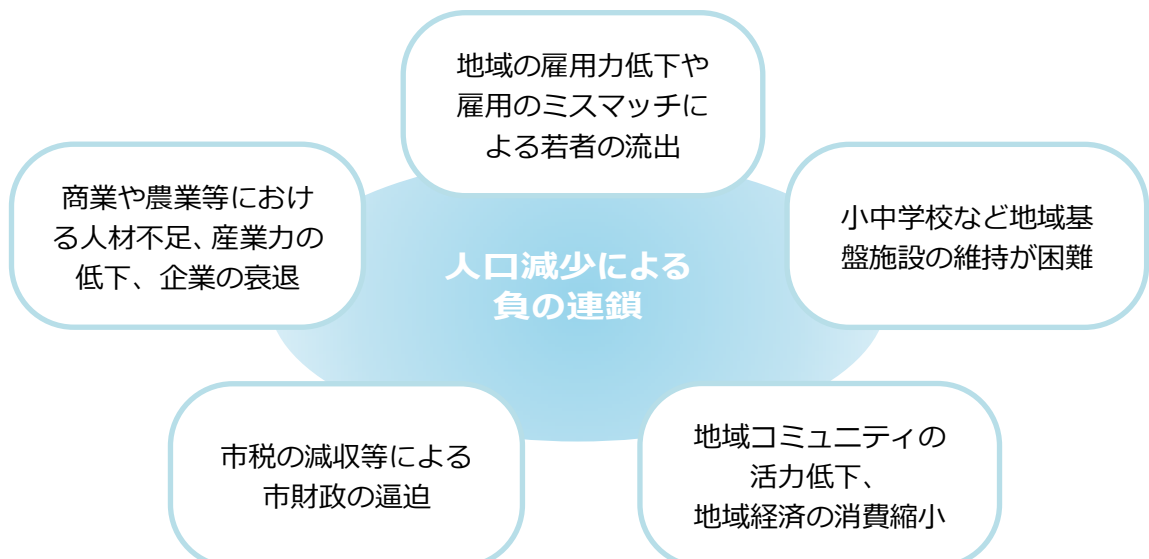 地域の雇用力低下や
雇用のミスマッチに
よる若者の流出
商業や農業等におけ
る人材不足、産業力の
低下、企業の衰退
小中学校など地域基
盤施設の維持が困難
人口減少による
負の連鎖
市税の減収等による
市財政の逼迫
地域コミュニティの
活力低下、
地域経済の消費縮小